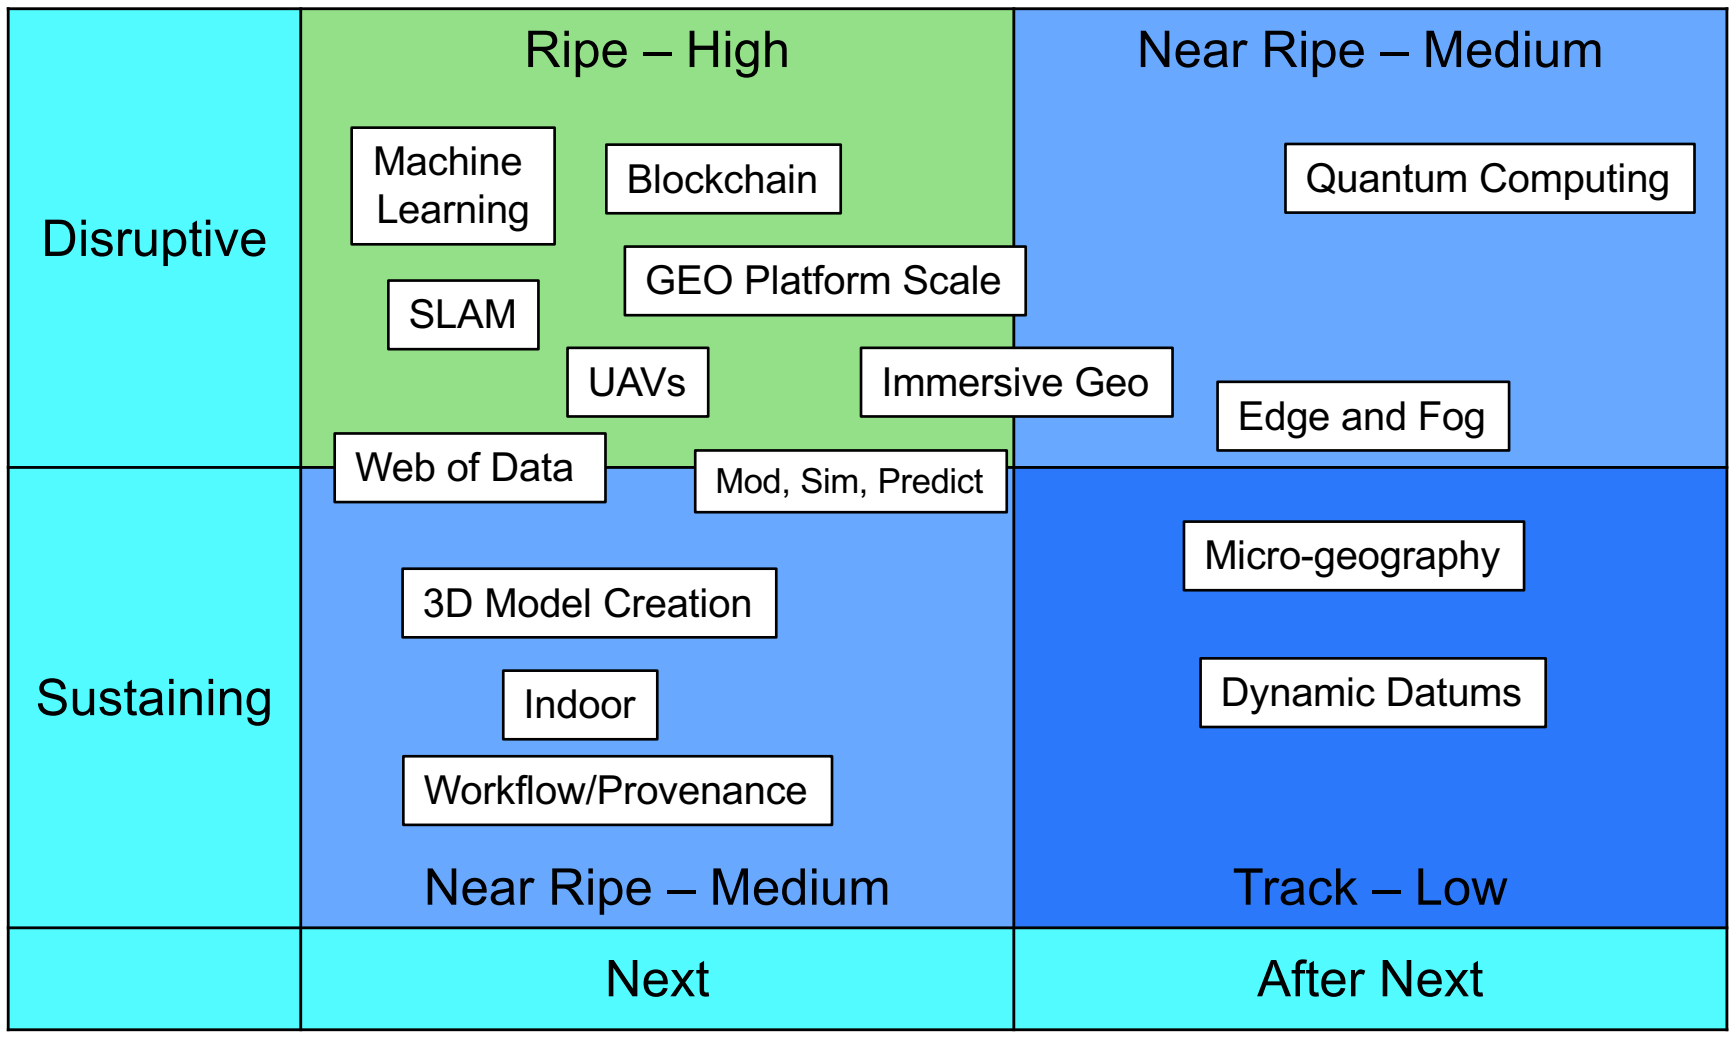 Ripe – High
Near Ripe – Medium
Machine
Learning
Blockchain
Quantum Computing
Disruptive
GEO Platform Scale
SLAM
UAVs
Immersive Geo
Edge and Fog
Web of Data
Mod, Sim, Predict
Micro-geography
3D Model Creation
Sustaining
Indoor
Dynamic Datums
Workflow/Provenance
Near Ripe – Medium
Track – Low
Next
After Next